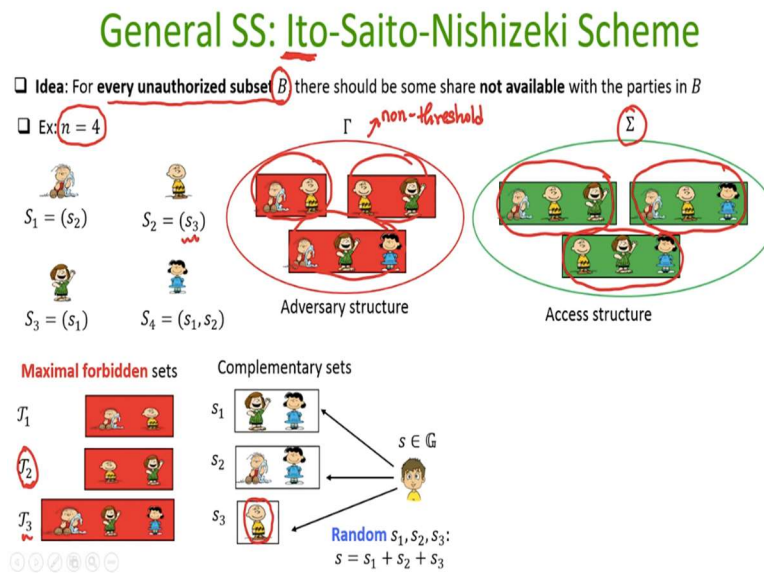 General SS: Ito-Saito-Nishizeki Scheme
Idea: For every unauthorized subset B, there should be some share not available with the parties in B
Ex: n = 4
Γ
non-threshold
Σ
S₁ = (s₂)
S₂ = (s₃)
S₃ = (s₁)
S₄ = (s₁, s₂)
Adversary structure
Access structure
Maximal forbidden sets
Complementary sets
𝒯₁
s₁
𝒯₂
s₂
𝒯₃
s₃
s ∈ 𝔾
Random s₁, s₂, s₃:
s = s₁ + s₂ + s₃